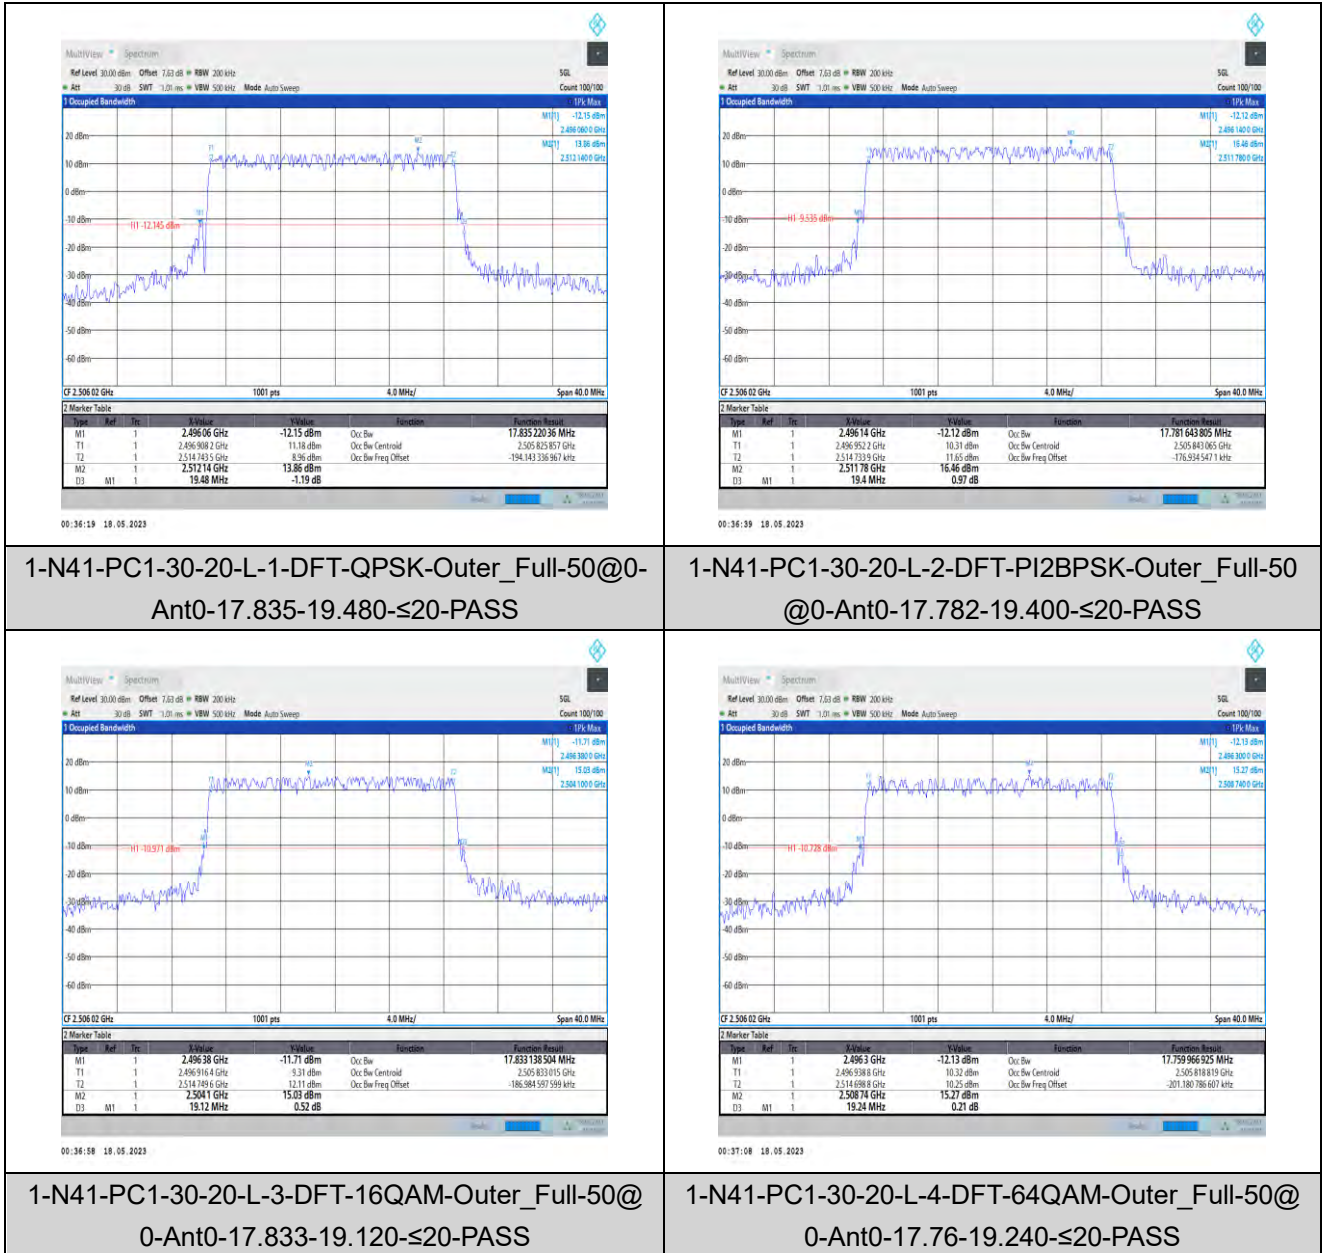 MultiView Spectrum
Ref Level 30.00 dBm Offset 7.63 dB RBW 200 kHz SGL
Att 30 dB SWT 1.01 ms VBW 500 kHz Mode Auto Sweep Count 100/100
1 Occupied Bandwidth 1Pk Max
M1[1] -12.15 dBm
2.496 060 0 GHz
M2[1] 13.86 dBm
2.512 140 0 GHz
20 dBm
10 dBm
0 dBm
-10 dBm
H1 -12.145 dBm
-20 dBm
-30 dBm
-40 dBm
-50 dBm
-60 dBm
CF 2.506 02 GHz 1001 pts 4.0 MHz/ Span 40.0 MHz
2 Marker Table
Type Ref Trc X-Value Y-Value Function Function Result
M1 1 2.496 06 GHz -12.15 dBm Occ Bw 17.835 220 36 MHz
T1 1 2.496 908 2 GHz 11.18 dBm Occ Bw Centroid 2.505 825 857 GHz
T2 1 2.514 743 5 GHz 8.96 dBm Occ Bw Freq Offset -194.143 336 967 kHz
M2 1 2.512 14 GHz 13.86 dBm
D3 M1 1 19.48 MHz -1.19 dB
00:36:19 18.05.2023
1-N41-PC1-30-20-L-1-DFT-QPSK-Outer_Full-50@0-
Ant0-17.835-19.480-≤20-PASS
MultiView Spectrum
Ref Level 30.00 dBm Offset 7.63 dB RBW 200 kHz SGL
Att 30 dB SWT 1.01 ms VBW 500 kHz Mode Auto Sweep Count 100/100
1 Occupied Bandwidth 1Pk Max
M1[1] -12.12 dBm
2.496 140 0 GHz
M2[1] 16.46 dBm
2.511 780 0 GHz
20 dBm
10 dBm
0 dBm
-10 dBm
H1 -9.535 dBm
-20 dBm
-30 dBm
-40 dBm
-50 dBm
-60 dBm
CF 2.506 02 GHz 1001 pts 4.0 MHz/ Span 40.0 MHz
2 Marker Table
Type Ref Trc X-Value Y-Value Function Function Result
M1 1 2.496 14 GHz -12.12 dBm Occ Bw 17.781 643 805 MHz
T1 1 2.496 952 2 GHz 10.31 dBm Occ Bw Centroid 2.505 843 065 GHz
T2 1 2.514 733 9 GHz 11.65 dBm Occ Bw Freq Offset -176.934 547 1 kHz
M2 1 2.511 78 GHz 16.46 dBm
D3 M1 1 19.4 MHz 0.97 dB
00:36:39 18.05.2023
1-N41-PC1-30-20-L-2-DFT-PI2BPSK-Outer_Full-50
@0-Ant0-17.782-19.400-≤20-PASS
MultiView Spectrum
Ref Level 30.00 dBm Offset 7.63 dB RBW 200 kHz SGL
Att 30 dB SWT 1.01 ms VBW 500 kHz Mode Auto Sweep Count 100/100
1 Occupied Bandwidth 1Pk Max
M1[1] -11.71 dBm
2.496 380 0 GHz
M2[1] 15.03 dBm
2.504 100 0 GHz
20 dBm
10 dBm
0 dBm
-10 dBm
H1 -10.971 dBm
-20 dBm
-30 dBm
-40 dBm
-50 dBm
-60 dBm
CF 2.506 02 GHz 1001 pts 4.0 MHz/ Span 40.0 MHz
2 Marker Table
Type Ref Trc X-Value Y-Value Function Function Result
M1 1 2.496 38 GHz -11.71 dBm Occ Bw 17.833 138 504 MHz
T1 1 2.496 916 4 GHz 9.31 dBm Occ Bw Centroid 2.505 833 015 GHz
T2 1 2.514 749 6 GHz 12.11 dBm Occ Bw Freq Offset -186.984 597 599 kHz
M2 1 2.504 1 GHz 15.03 dBm
D3 M1 1 19.12 MHz 0.52 dB
00:36:58 18.05.2023
1-N41-PC1-30-20-L-3-DFT-16QAM-Outer_Full-50@
0-Ant0-17.833-19.120-≤20-PASS
MultiView Spectrum
Ref Level 30.00 dBm Offset 7.63 dB RBW 200 kHz SGL
Att 30 dB SWT 1.01 ms VBW 500 kHz Mode Auto Sweep Count 100/100
1 Occupied Bandwidth 1Pk Max
M1[1] -12.13 dBm
2.496 300 0 GHz
M2[1] 15.27 dBm
2.508 740 0 GHz
20 dBm
10 dBm
0 dBm
-10 dBm
H1 -10.728 dBm
-20 dBm
-30 dBm
-40 dBm
-50 dBm
-60 dBm
CF 2.506 02 GHz 1001 pts 4.0 MHz/ Span 40.0 MHz
2 Marker Table
Type Ref Trc X-Value Y-Value Function Function Result
M1 1 2.496 3 GHz -12.13 dBm Occ Bw 17.759 966 925 MHz
T1 1 2.496 938 8 GHz 10.32 dBm Occ Bw Centroid 2.505 818 819 GHz
T2 1 2.514 698 8 GHz 10.25 dBm Occ Bw Freq Offset -201.180 786 607 kHz
M2 1 2.508 74 GHz 15.27 dBm
D3 M1 1 19.24 MHz 0.21 dB
00:37:08 18.05.2023
1-N41-PC1-30-20-L-4-DFT-64QAM-Outer_Full-50@
0-Ant0-17.76-19.240-≤20-PASS